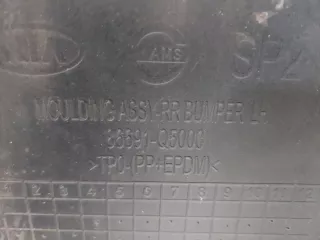 KIA AMS SP2
MOULDING ASSY-RR BUMPER LH
86691-Q5000
>TPO-(PP+EPDM)<
1 2 3 4 5 6 7 8 9 10 11 12